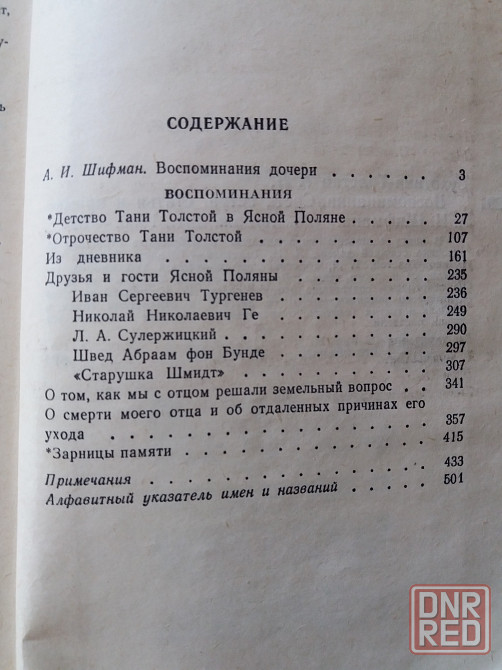 т,
у-
ь
СОДЕРЖАНИЕ
А. И. Шифман. Воспоминания дочери . . . . . . 3
ВОСПОМИНАНИЯ
*Детство Тани Толстой в Ясной Поляне . . . . . 27
*Отрочество Тани Толстой . . . . . . . . . . 107
Из дневника . . . . . . . . . . . . . . 161
Друзья и гости Ясной Поляны . . . . . . . . 235
Иван Сергеевич Тургенев . . . . . . . . . 236
Николай Николаевич Ге . . . . . . . . . 249
Л. А. Сулержицкий . . . . . . . . . . . 290
Швед Абраам фон Бунде . . . . . . . . . 297
«Старушка Шмидт» . . . . . . . . . . . 307
О том, как мы с отцом решали земельный вопрос . . 341
О смерти моего отца и об отдаленных причинах его
ухода . . . . . . . . . . . . . . . . 357
*Зарницы памяти . . . . . . . . . . . . . 415
Примечания . . . . . . . . . . . . . . 433
Алфавитный указатель имен и названий . . . . . 501
DNR
RED